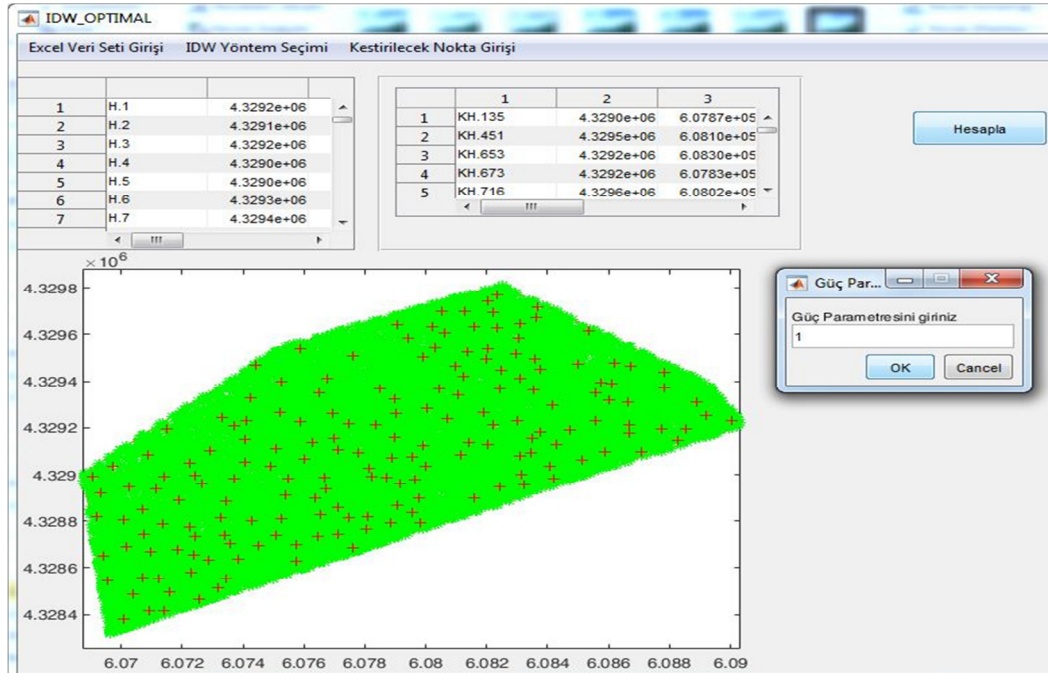 IDW_OPTIMAL
Excel Veri Seti Girişi IDW Yöntem Seçimi Kestirilecek Nokta Girişi
1 H.1 4.3292e+06
2 H.2 4.3291e+06
3 H.3 4.3292e+06
4 H.4 4.3290e+06
5 H.5 4.3290e+06
6 H.6 4.3293e+06
7 H.7 4.3294e+06
1 2 3
1 KH.135 4.3290e+06 6.0787e+05
2 KH.451 4.3295e+06 6.0810e+05
3 KH.653 4.3292e+06 6.0830e+05
4 KH.673 4.3292e+06 6.0783e+05
5 KH.716 4.3296e+06 6.0802e+05
Hesapla
× 10⁶
4.3298
4.3296
4.3294
4.3292
4.329
4.3288
4.3286
4.3284
6.07 6.072 6.074 6.076 6.078 6.08 6.082 6.084 6.086 6.088 6.09
Güç Par...
Güç Parametresini giriniz
1
OK Cancel